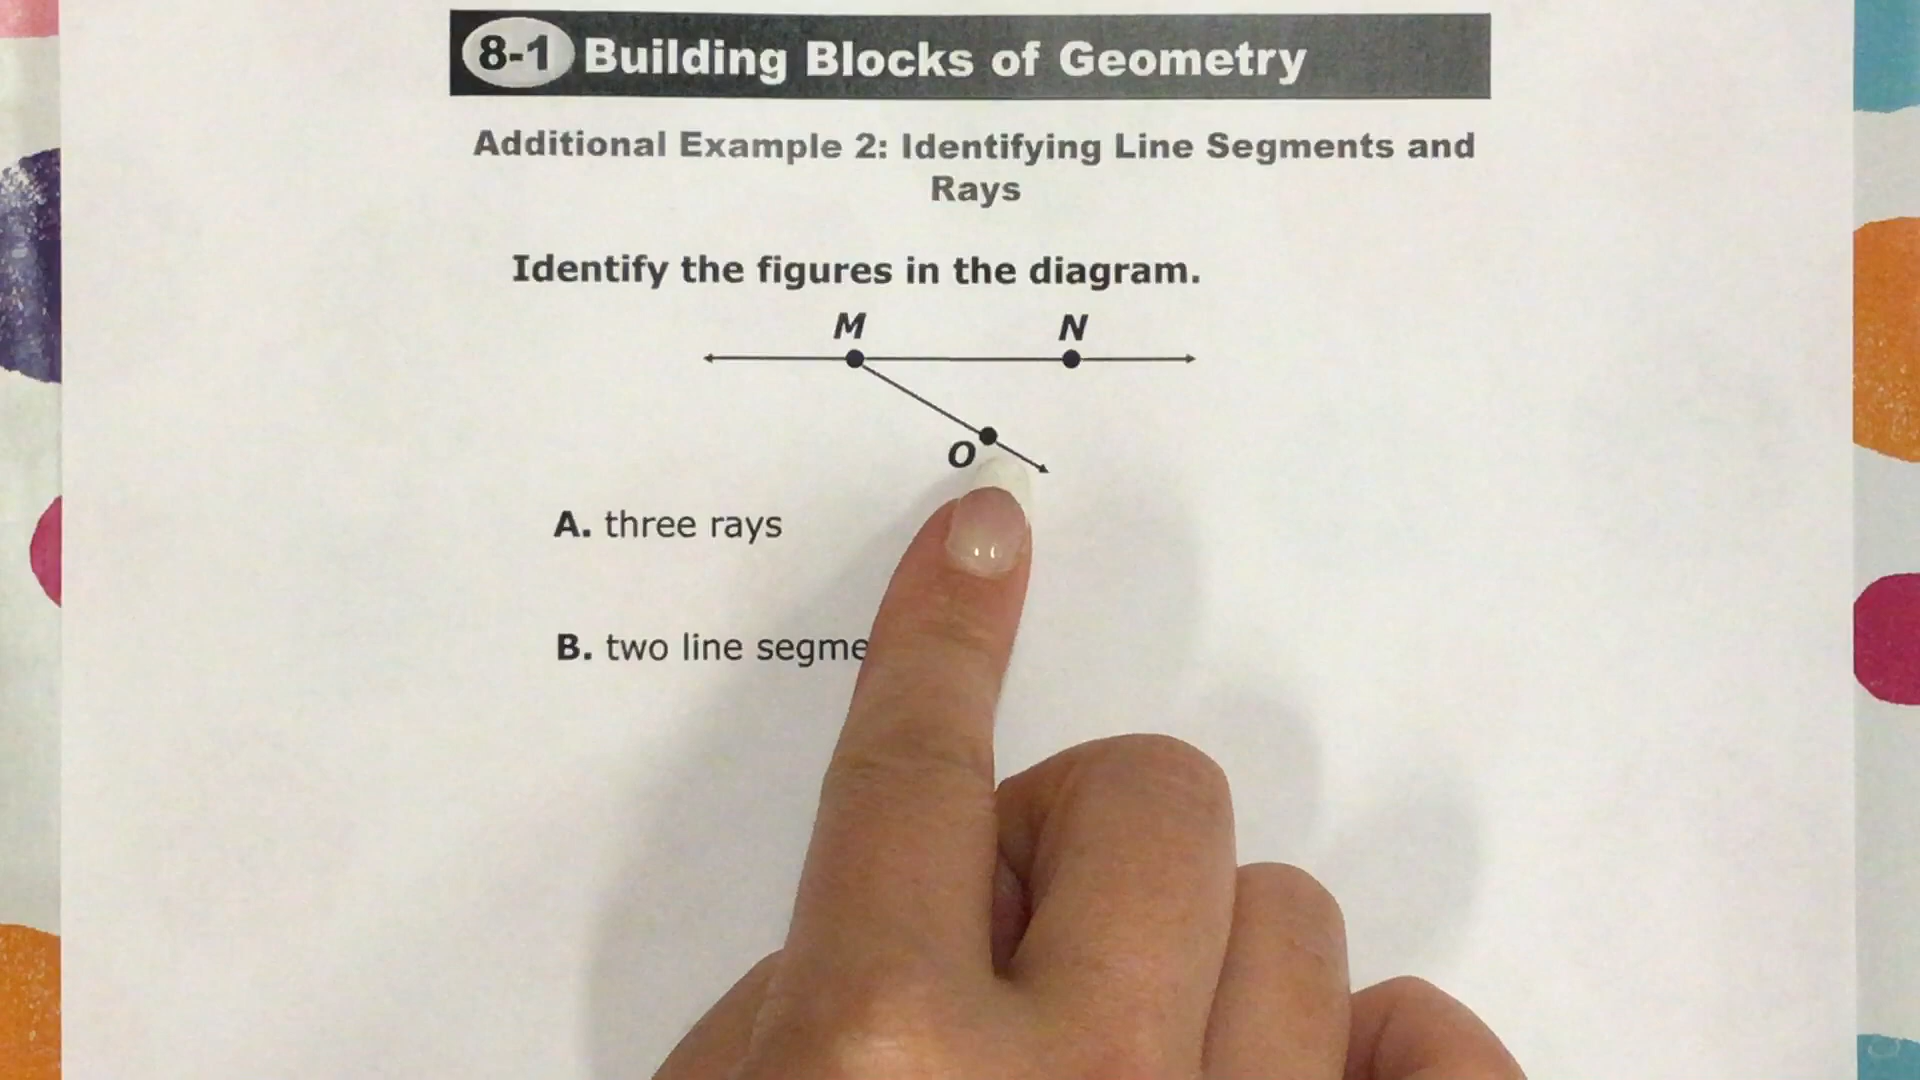 8-1 Building Blocks of Geometry
Additional Example 2: Identifying Line Segments and
Rays
Identify the figures in the diagram.
M N
O
A. three rays
B. two line segme